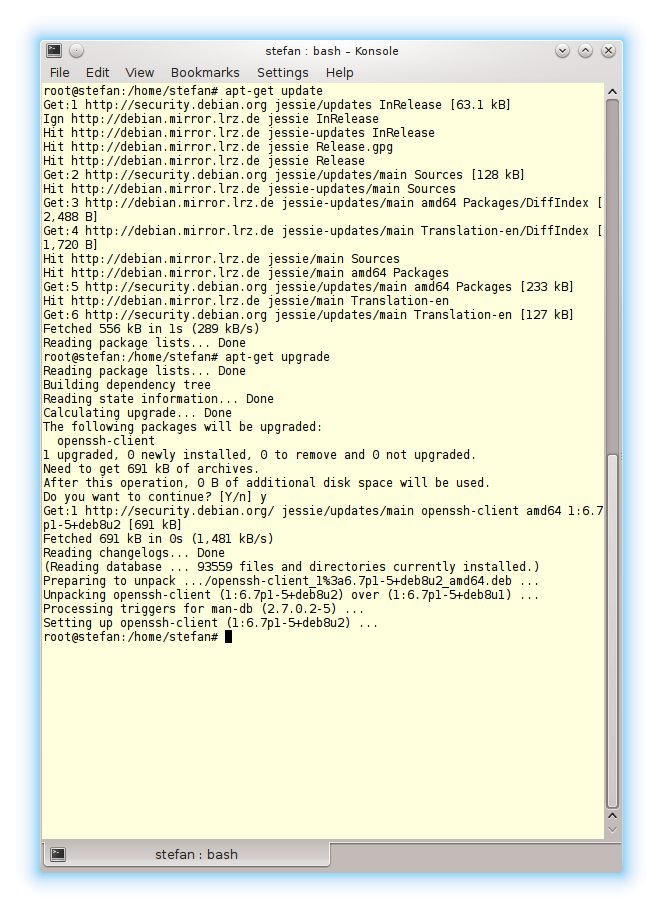 stefan : bash – Konsole
File Edit View Bookmarks Settings Help
root@stefan:/home/stefan# apt-get update
Get:1 http://security.debian.org jessie/updates InRelease [63.1 kB]
Ign http://debian.mirror.lrz.de jessie InRelease
Hit http://debian.mirror.lrz.de jessie-updates InRelease
Hit http://debian.mirror.lrz.de jessie Release.gpg
Hit http://debian.mirror.lrz.de jessie Release
Get:2 http://security.debian.org jessie/updates/main Sources [128 kB]
Hit http://debian.mirror.lrz.de jessie-updates/main Sources
Get:3 http://debian.mirror.lrz.de jessie-updates/main amd64 Packages/DiffIndex [
2,488 B]
Get:4 http://debian.mirror.lrz.de jessie-updates/main Translation-en/DiffIndex [
1,720 B]
Hit http://debian.mirror.lrz.de jessie/main Sources
Hit http://debian.mirror.lrz.de jessie/main amd64 Packages
Get:5 http://security.debian.org jessie/updates/main amd64 Packages [233 kB]
Hit http://debian.mirror.lrz.de jessie/main Translation-en
Get:6 http://security.debian.org jessie/updates/main Translation-en [127 kB]
Fetched 556 kB in 1s (289 kB/s)
Reading package lists... Done
root@stefan:/home/stefan# apt-get upgrade
Reading package lists... Done
Building dependency tree
Reading state information... Done
Calculating upgrade... Done
The following packages will be upgraded:
  openssh-client
1 upgraded, 0 newly installed, 0 to remove and 0 not upgraded.
Need to get 691 kB of archives.
After this operation, 0 B of additional disk space will be used.
Do you want to continue? [Y/n] y
Get:1 http://security.debian.org/ jessie/updates/main openssh-client amd64 1:6.7
p1-5+deb8u2 [691 kB]
Fetched 691 kB in 0s (1,481 kB/s)
Reading changelogs... Done
(Reading database ... 93559 files and directories currently installed.)
Preparing to unpack .../openssh-client_1%3a6.7p1-5+deb8u2_amd64.deb ...
Unpacking openssh-client (1:6.7p1-5+deb8u2) over (1:6.7p1-5+deb8u1) ...
Processing triggers for man-db (2.7.0.2-5) ...
Setting up openssh-client (1:6.7p1-5+deb8u2) ...
root@stefan:/home/stefan#
stefan : bash